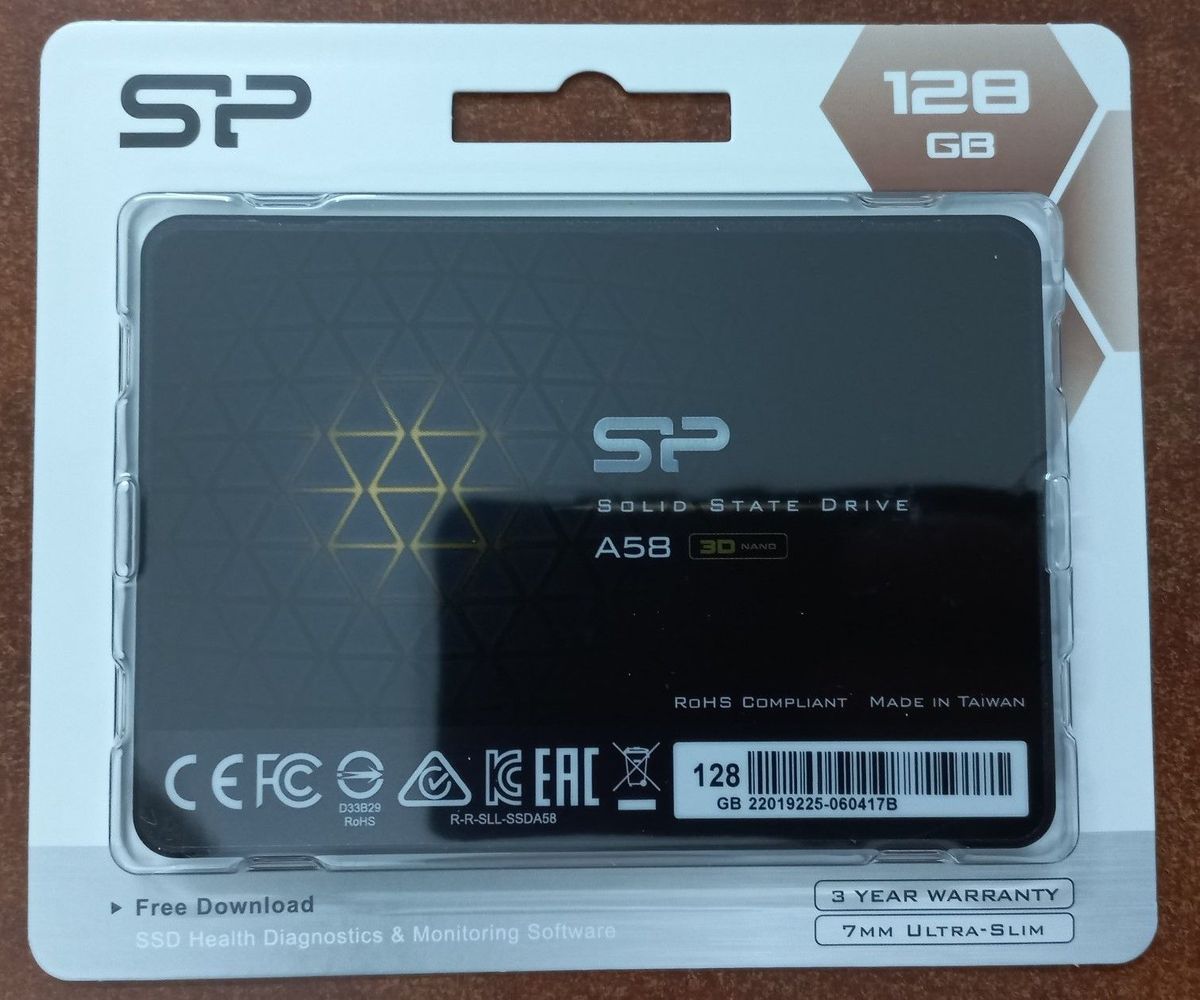 SP
128
GB
SP
SOLID STATE DRIVE
A58 3D NAND
ROHS COMPLIANT MADE IN TAIWAN
CE FC D33B29 RoHS R-R-SLL-SSDA58 EAC
128
GB 22019225-060417B
Free Download
SSD Health Diagnostics & Monitoring Software
3 YEAR WARRANTY
7MM ULTRA-SLIM